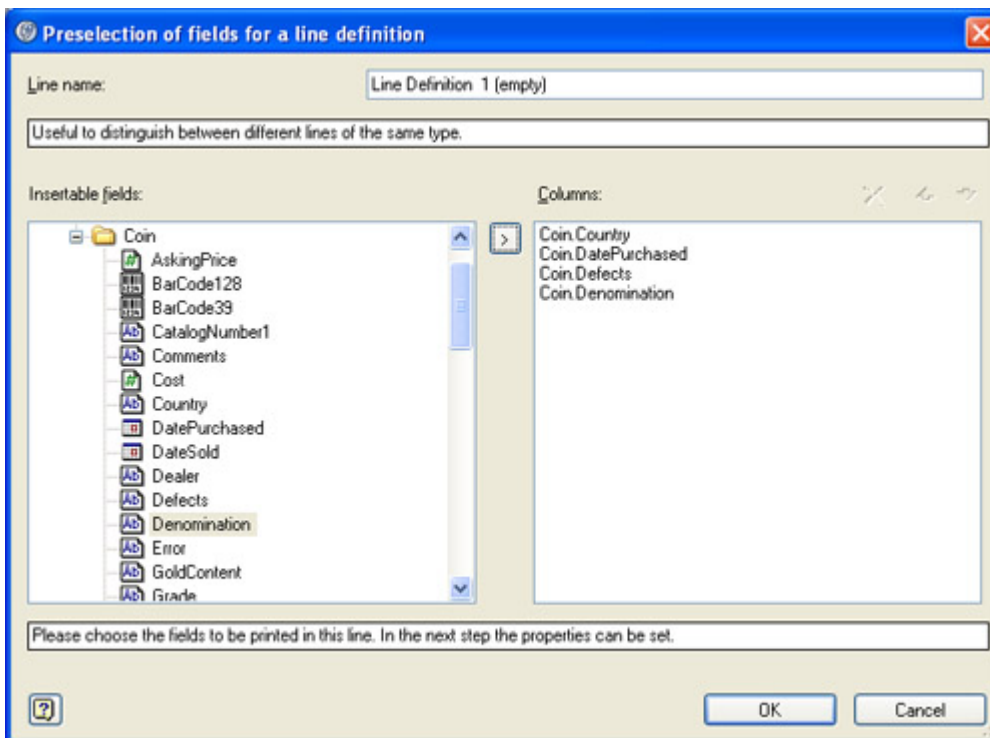 Preselection of fields for a line definition
Line name:
Line Definition 1 (empty)
Useful to distinguish between different lines of the same type.
Insertable fields:
Columns:
Coin
AskingPrice
BarCode128
BarCode39
CatalogNumber1
Comments
Cost
Country
DatePurchased
DateSold
Dealer
Defects
Denomination
Error
GoldContent
Grade
>
Coin.Country
Coin.DatePurchased
Coin.Defects
Coin.Denomination
Please choose the fields to be printed in this line. In the next step the properties can be set.
OK
Cancel